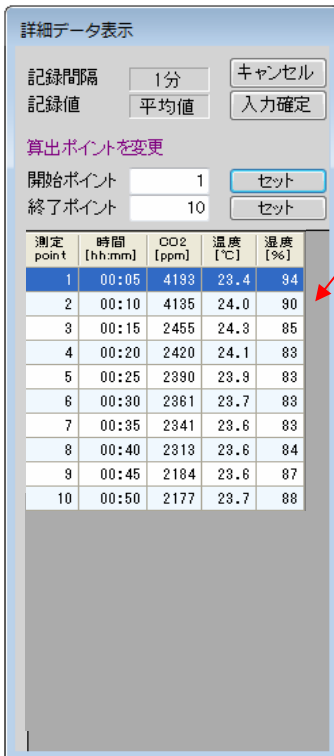 詳細データ表示
記録間隔 1分 キャンセル
記録値 平均値 入力確定
算出ポイントを変更
開始ポイント 1 セット
終了ポイント 10 セット
測定 時間 CO2 温度 湿度
point [hh:mm] [ppm] [℃] [%]
1 00:05 4193 23.4 94
2 00:10 4135 24.0 90
3 00:15 2455 24.3 85
4 00:20 2420 24.1 83
5 00:25 2390 23.9 83
6 00:30 2361 23.7 83
7 00:35 2341 23.6 83
8 00:40 2313 23.6 84
9 00:45 2184 23.6 87
10 00:50 2177 23.7 88